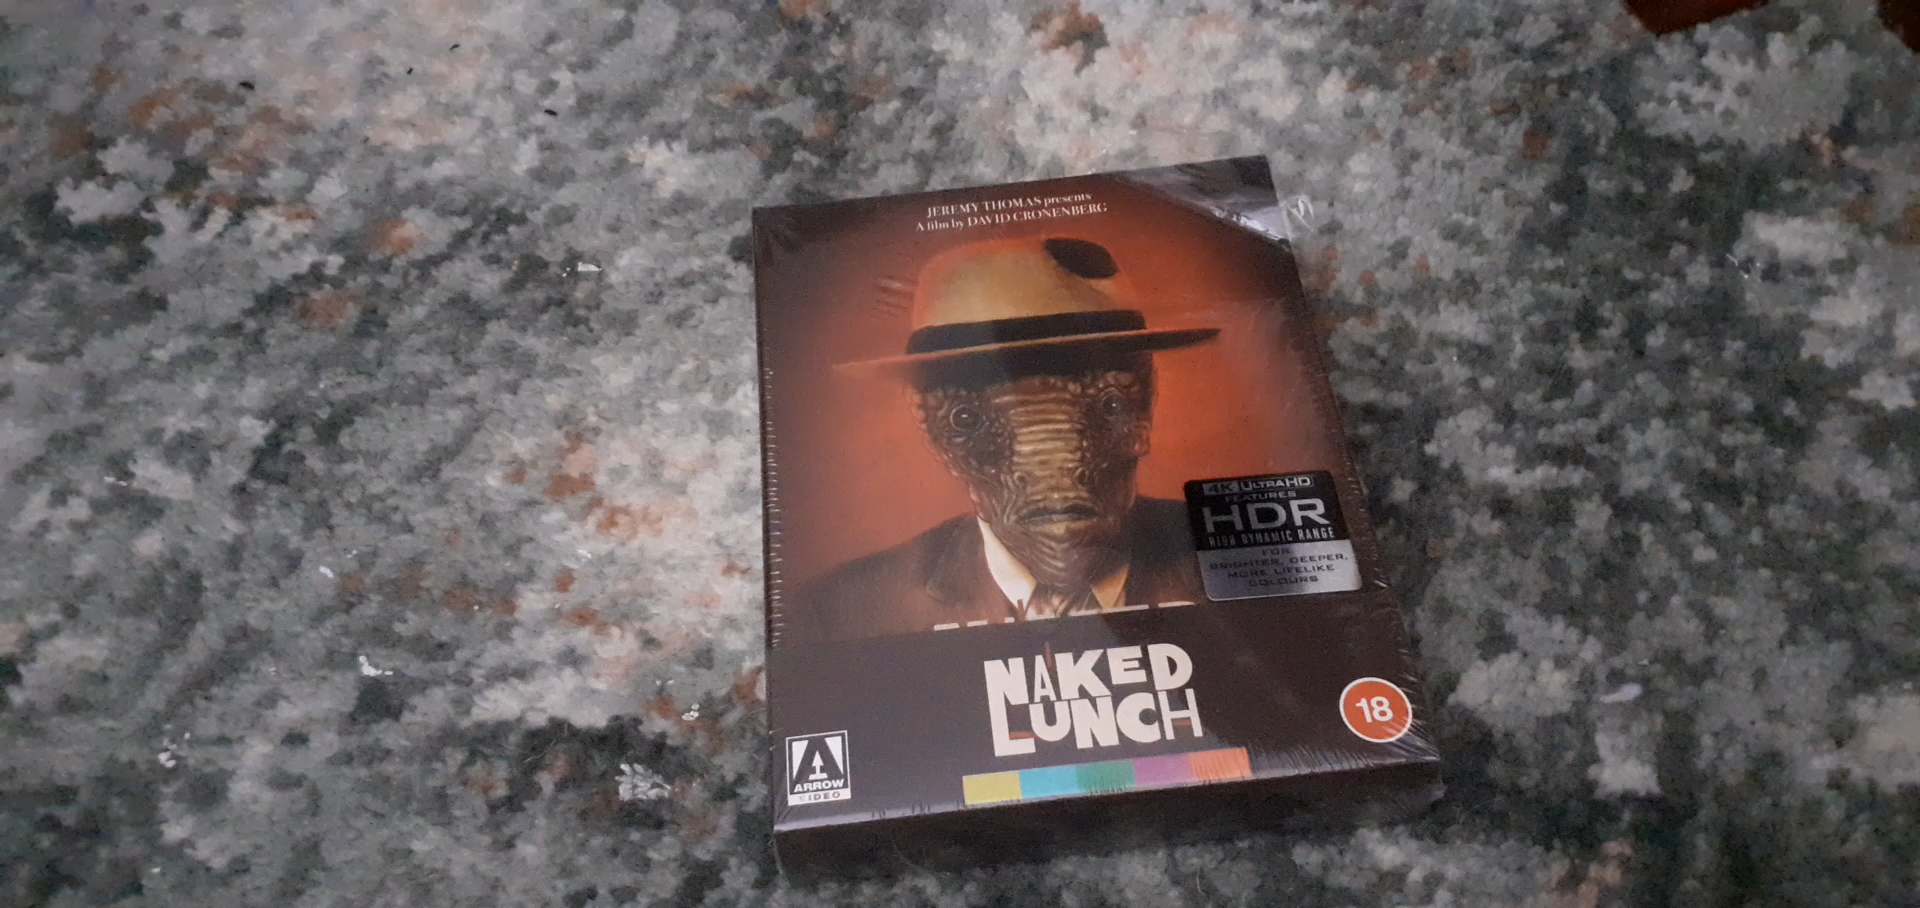 JEREMY THOMAS presents
A film by DAVID CRONENBERG
4K ULTRA HD
FEATURES
HDR
HIGH DYNAMIC RANGE
FOR
BRIGHTER, DEEPER,
MORE LIFELIKE
COLOURS
NAKED
LUNCH
18
ARROW
VIDEO